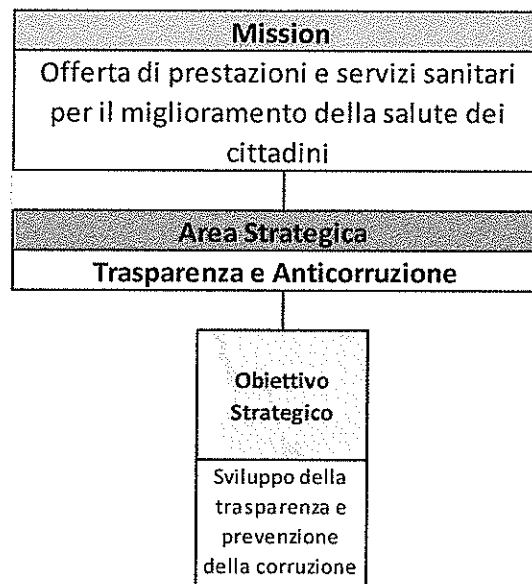 Mission
Offerta di prestazioni e servizi sanitari
per il miglioramento della salute dei
cittadini
Area Strategica
Trasparenza e Anticorruzione
Obiettivo
Strategico
Sviluppo della
trasparenza e
prevenzione
della corruzione